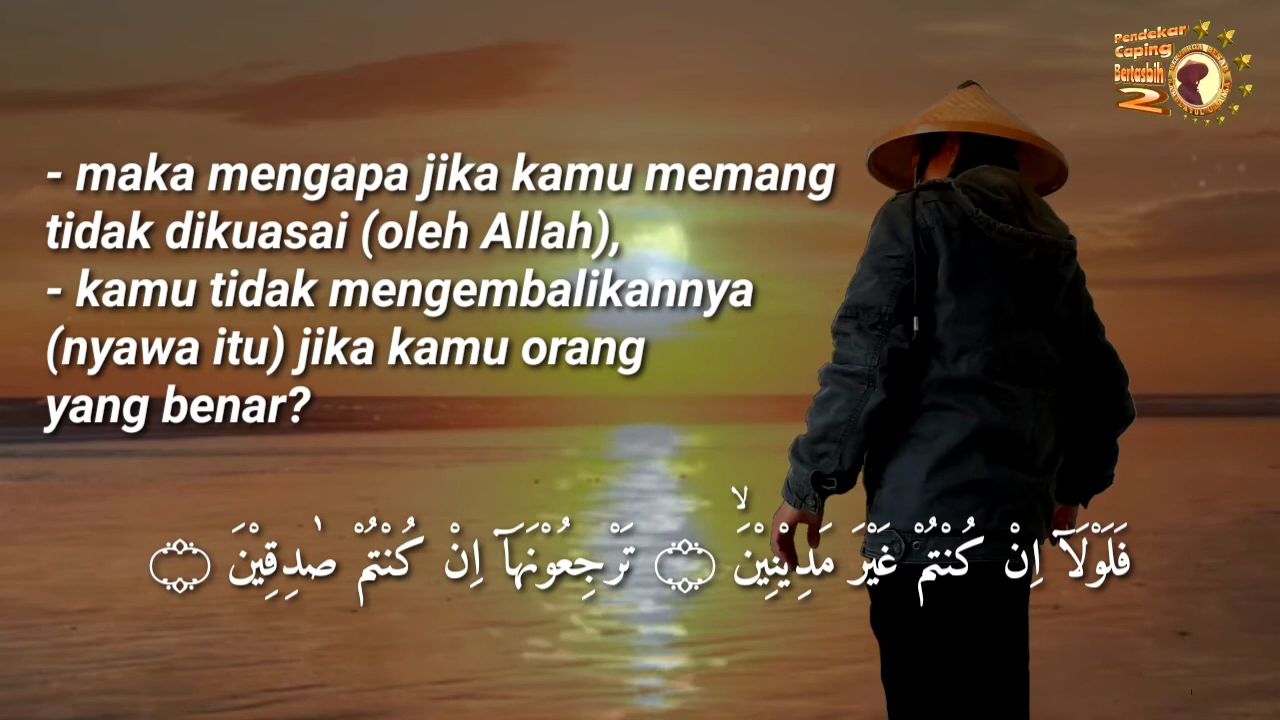 Pendekar
Caping
Bertasbih
2
- maka mengapa jika kamu memang
tidak dikuasai (oleh Allah),
- kamu tidak mengembalikannya
(nyawa itu) jika kamu orang
yang benar?
فَلَوْلَآ اِنْ كُنْتُمْ غَيْرَ مَدِيْنِيْنَۙ ۝ تَرْجِعُوْنَهَآ اِنْ كُنْتُمْ صٰدِقِيْنَ ۝